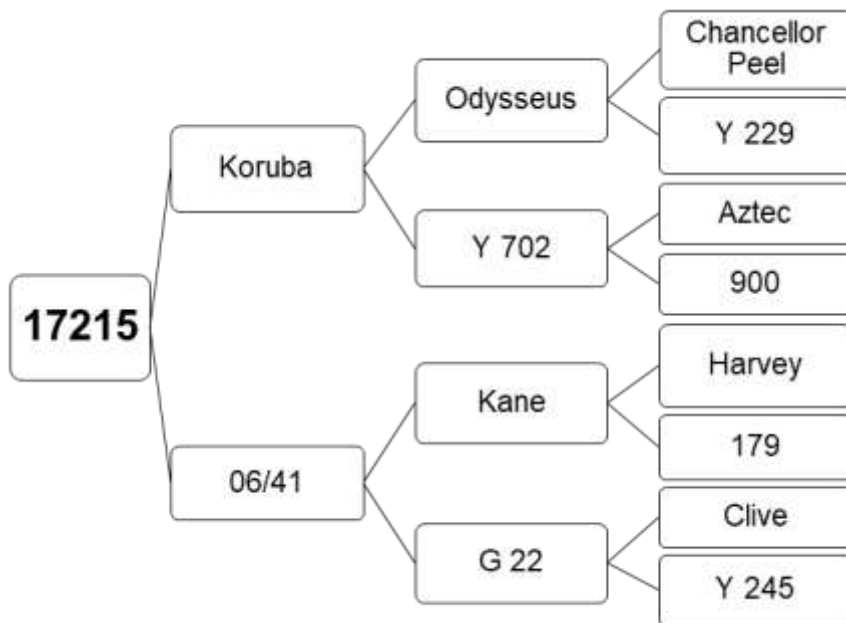 Chancellor
Peel
Odysseus
Y 229
Koruba
Aztec
Y 702
900
17215
Harvey
Kane
179
06/41
Clive
G 22
Y 245